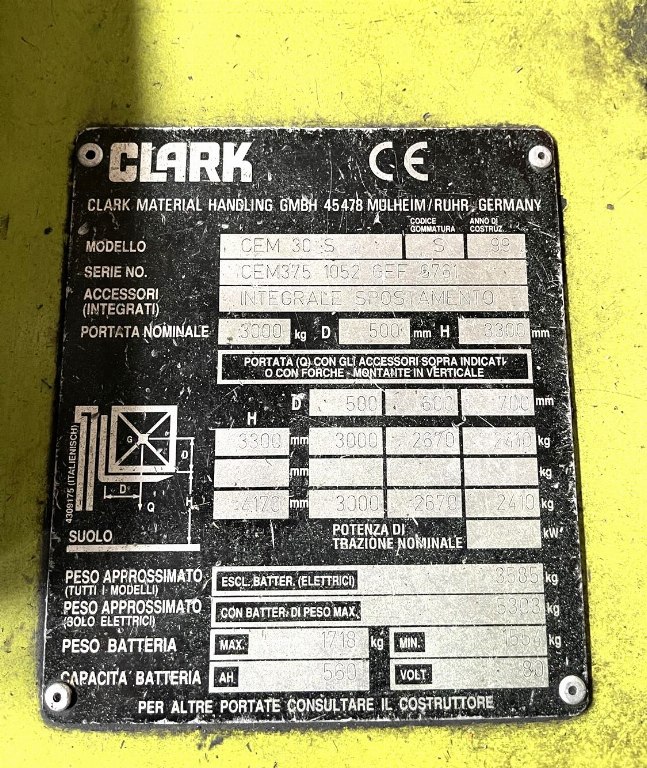 CLARK CE
CLARK MATERIAL HANDLING GMBH 45478 MÜLHEIM/RUHR, GERMANY
CODICE GOMMATURA ANNO DI COSTRUZ.
MODELLO CEM 30 S S 99
SERIE NO. CEM375 1052 GEF
ACCESSORI (INTEGRATI) INTEGRALE SPOSTAMENTO
PORTATA NOMINALE 3000 kg D 500 mm H 3300 mm
PORTATA (Q) CON GLI ACCESSORI SOPRA INDICATI
O CON FORCHE - MONTANTE IN VERTICALE
H D 500 600 700 mm
3300 mm 3000 2670 2410 kg
mm kg
4170 mm 3000 2670 2410 kg
4309175 (ITALIENISCH)
G P D
D
H
Q
SUOLO
POTENZA DI TRAZIONE NOMINALE kW
PESO APPROSSIMATO (TUTTI I MODELLI) ESCL. BATTER. (ELETTRICI) 3585 kg
PESO APPROSSIMATO (SOLO ELETTRICI) CON BATTER. DI PESO MAX. 5303 kg
PESO BATTERIA MAX. 1718 kg MIN. kg
CAPACITÀ BATTERIA AH 560 VOLT 80
PER ALTRE PORTATE CONSULTARE IL COSTRUTTORE